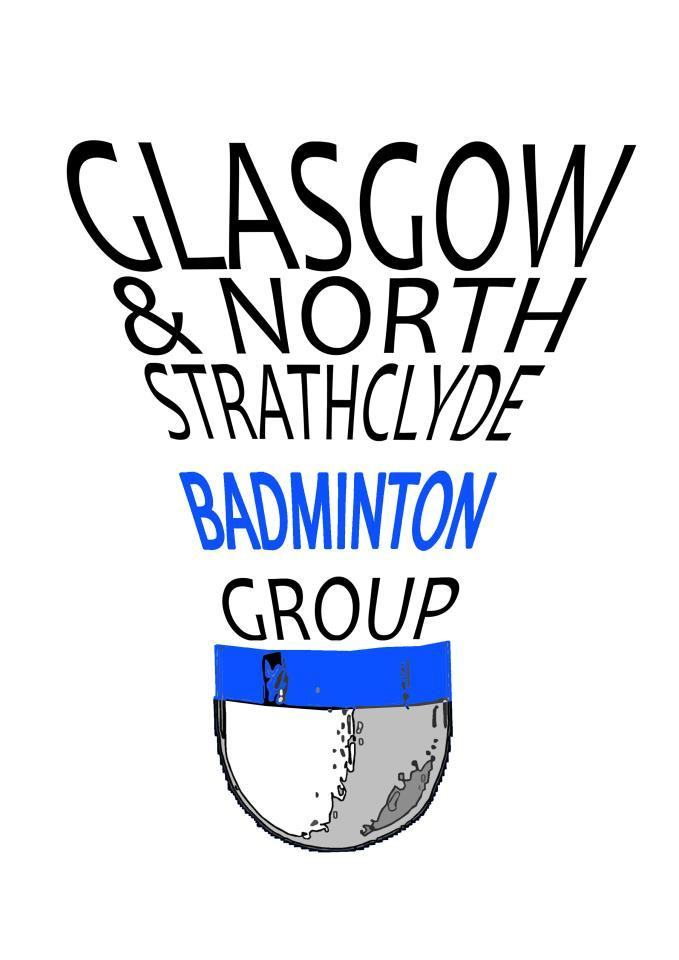 GLASGOW
& NORTH
STRATHCLYDE
BADMINTON
GROUP